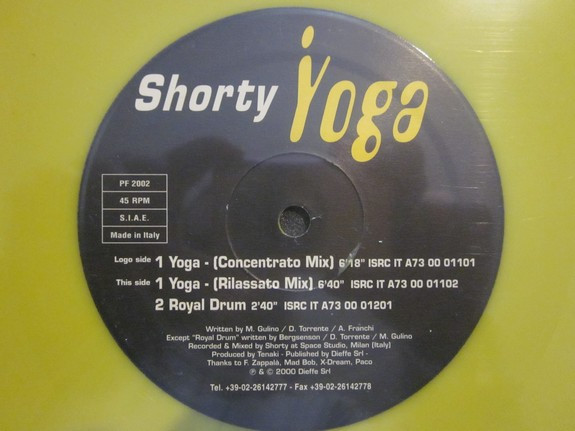 Shorty Yoga
PF 2002
45 RPM
S.I.A.E.
Made in Italy
Logo side 1 Yoga - (Concentrato Mix) 6'18" ISRC IT A73 00 01101
This side 1 Yoga - (Rilassato Mix) 6'40" ISRC IT A73 00 01102
2 Royal Drum 2'40" ISRC IT A73 00 01201
Written by M. Gulino / D. Torrente / A. Franchi
Except "Royal Drum" written by Bergsenson / D. Torrente / M. Gulino
Recorded & Mixed by Shorty at Space Studio, Milan (Italy)
Produced by Tenaki - Published by Dieffe Srl -
Thanks to F. Zappalà, Mad Bob, X-Dream, Paco
℗ & © 2000 Dieffe Srl
Tel. +39-02-26142777 - Fax +39-02-26142778